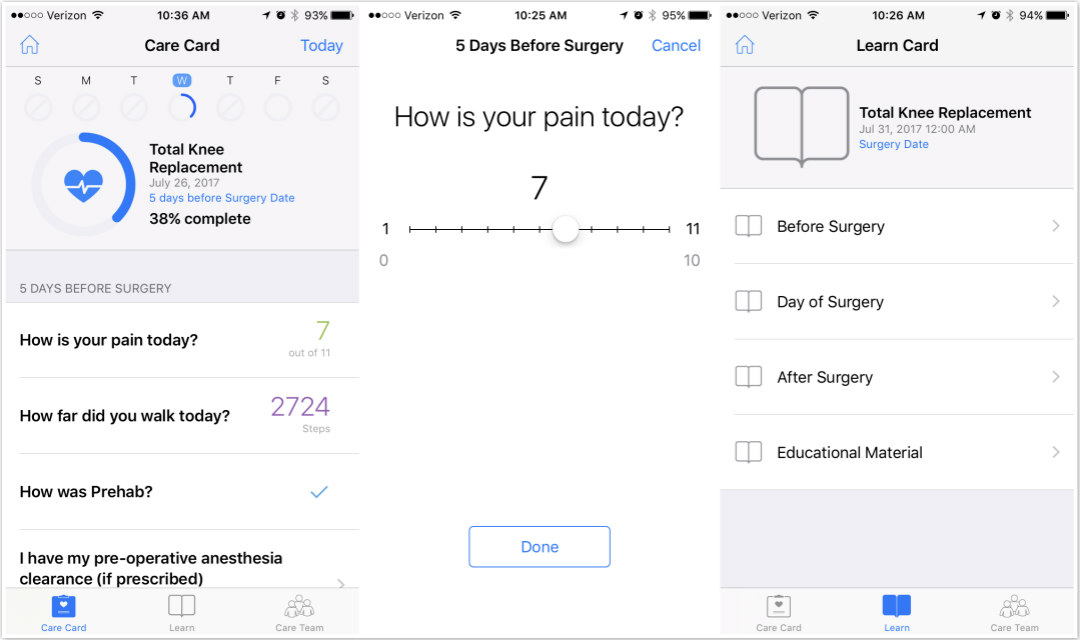 Verizon 10:36 AM 93%
Care Card Today
S M T W T F S
Total Knee
Replacement
July 26, 2017
5 days before Surgery Date
38% complete
5 DAYS BEFORE SURGERY
How is your pain today? 7
out of 11
How far did you walk today? 2724
Steps
How was Prehab?
I have my pre-operative anesthesia
clearance (if prescribed)
Care Card Learn Care Team
Verizon 10:25 AM 95%
5 Days Before Surgery Cancel
How is your pain today?
7
1 11
0 10
Done
Verizon 10:26 AM 94%
Learn Card
Total Knee Replacement
Jul 31, 2017 12:00 AM
Surgery Date
Before Surgery
Day of Surgery
After Surgery
Educational Material
Care Card Learn Care Team